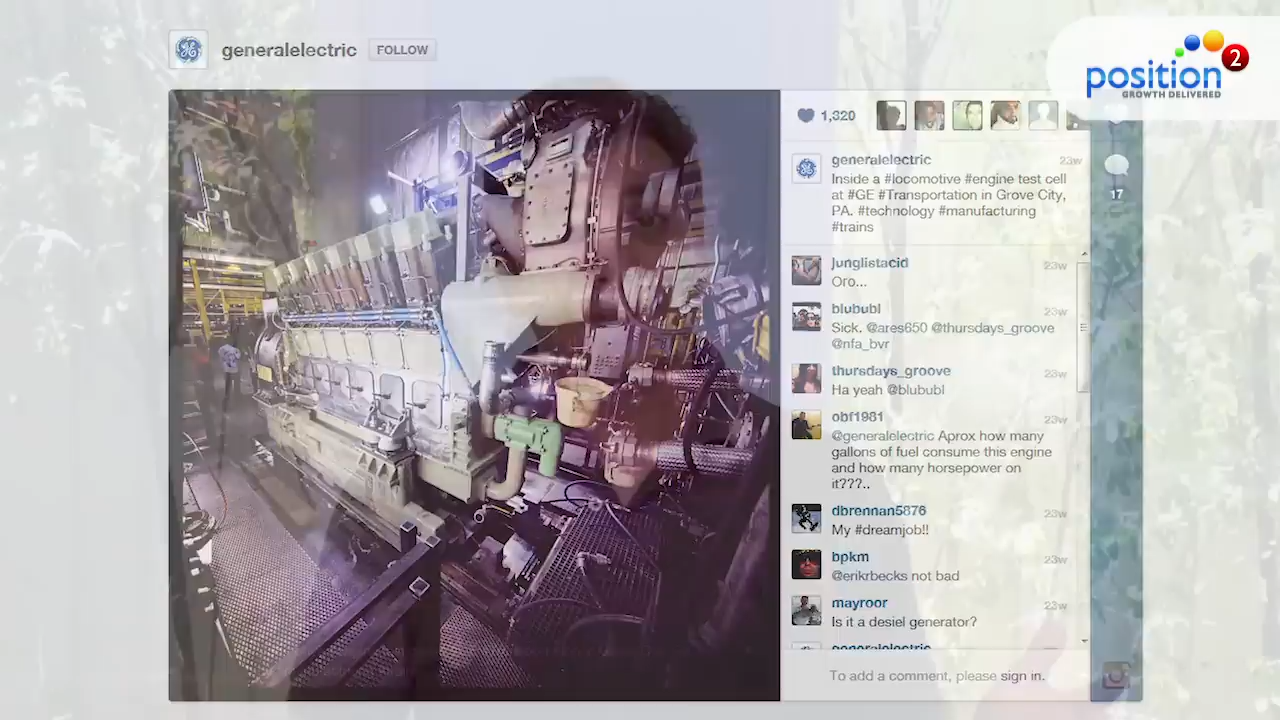 generalelectric FOLLOW
position2
GROWTH DELIVERED
1,320
generalelectric 23w
Inside a #locomotive #engine test cell
at #GE #Transportation in Grove City,
PA. #technology #manufacturing
#trains
17
junglistacid 23w
Oro...
blububl 23w
Sick. @ares650 @thursdays_groove
@nfa_bvr
thursdays_groove 23w
Ha yeah @blububl
obf1981 23w
@generalelectric Aprox how many
gallons of fuel consume this engine
and how many horsepower on
it???..
dbrennan5876 23w
My #dreamjob!!
bpkm 23w
@erikrbecks not bad
mayroor 23w
Is it a desiel generator?
generalelectric
To add a comment, please sign in.